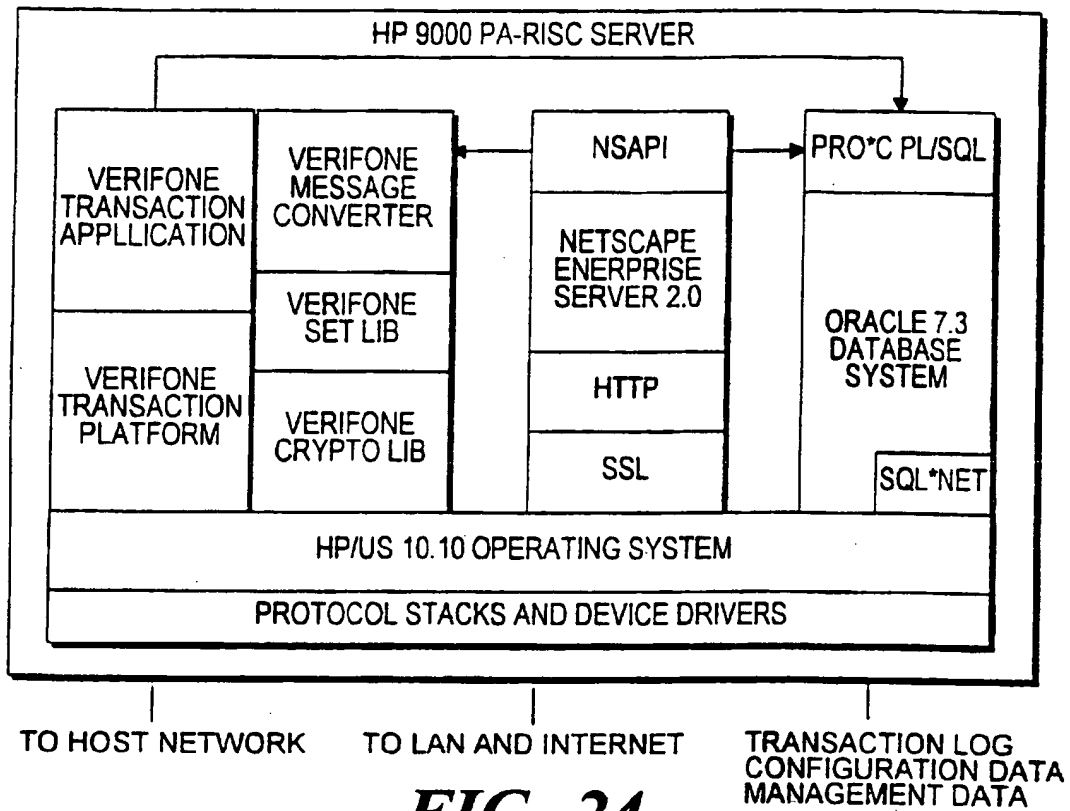 HP 9000 PA-RISC SERVER
VERIFONE
TRANSACTION
APPLLICATION
VERIFONE
TRANSACTION
PLATFORM
VERIFONE
MESSAGE
CONVERTER
VERIFONE
SET LIB
VERIFONE
CRYPTO LIB
NSAPI
NETSCAPE
ENERPRISE
SERVER 2.0
HTTP
SSL
PRO*C PL/SQL
ORACLE 7.3
DATABASE
SYSTEM
SQL*NET
HP/US 10.10 OPERATING SYSTEM
PROTOCOL STACKS AND DEVICE DRIVERS
TO HOST NETWORK
TO LAN AND INTERNET
TRANSACTION LOG
CONFIGURATION DATA
MANAGEMENT DATA
FIG. 24